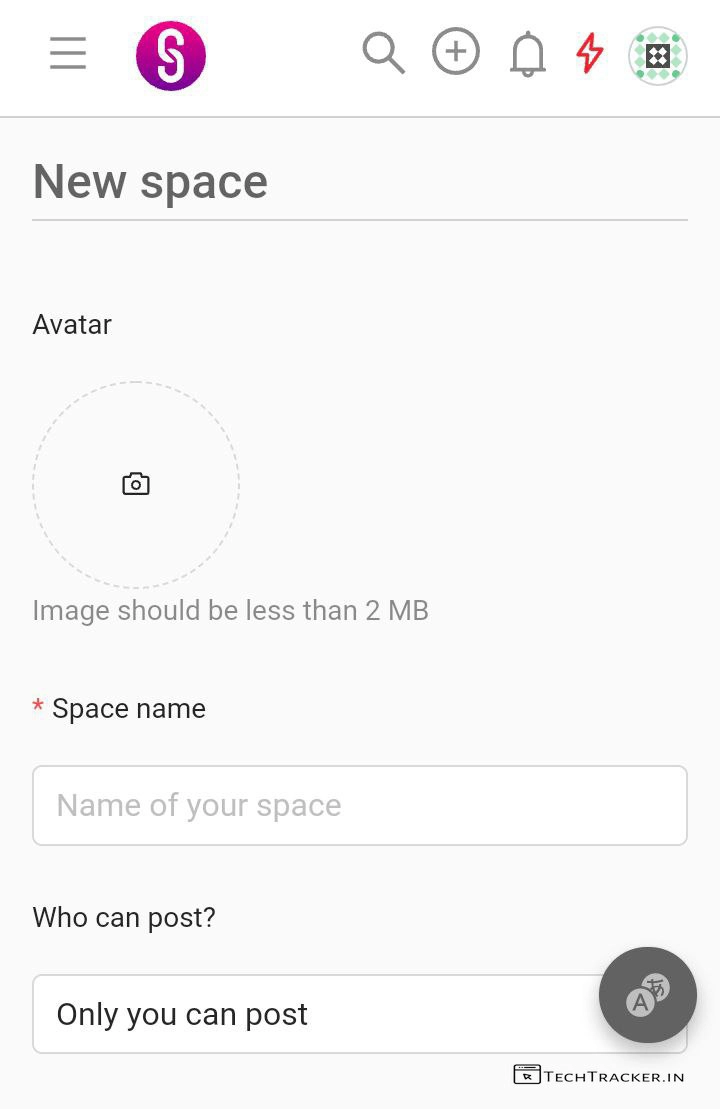 New space
Avatar
Image should be less than 2 MB
* Space name
Name of your space
Who can post?
Only you can post
A あ
TECHTRACKER.IN